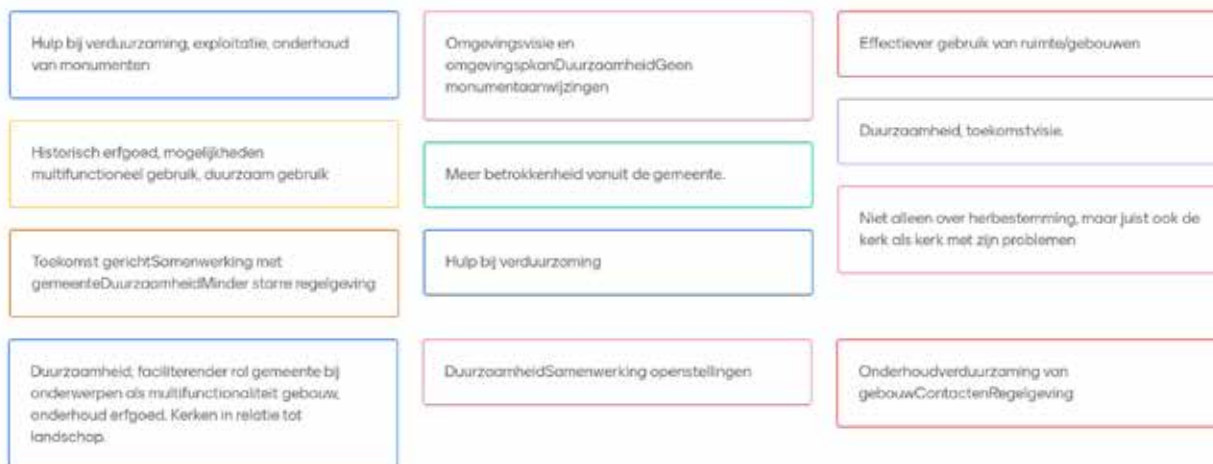 Hulp bij verduurzaming, exploitatie, onderhoud
van monumenten
Historisch erfgoed, mogelijkheden
multifunctioneel gebruik, duurzaam gebruik
Toekomst gerichtSamenwerking met
gemeenteDuurzaamheidMinder starre regelgeving
Duurzaamheid, faciliterender rol gemeente bij
onderwerpen als multifunctionaliteit gebouw,
onderhoud erfgoed. Kerken in relatie tot
landschap.
Omgevingsvisie en
omgevingspkanDuurzaamheidGeen
monumentaanwijzingen
Meer betrokkenheid vanuit de gemeente.
Hulp bij verduurzaming
DuurzaamheidSamenwerking openstellingen
Effectiever gebruik van ruimte/gebouwen
Duurzaamheid, toekomstvisie.
Niet alleen over herbestemming, maar juist ook de
kerk als kerk met zijn problemen
Onderhoudverduurzaming van
gebouwContactenRegelgeving